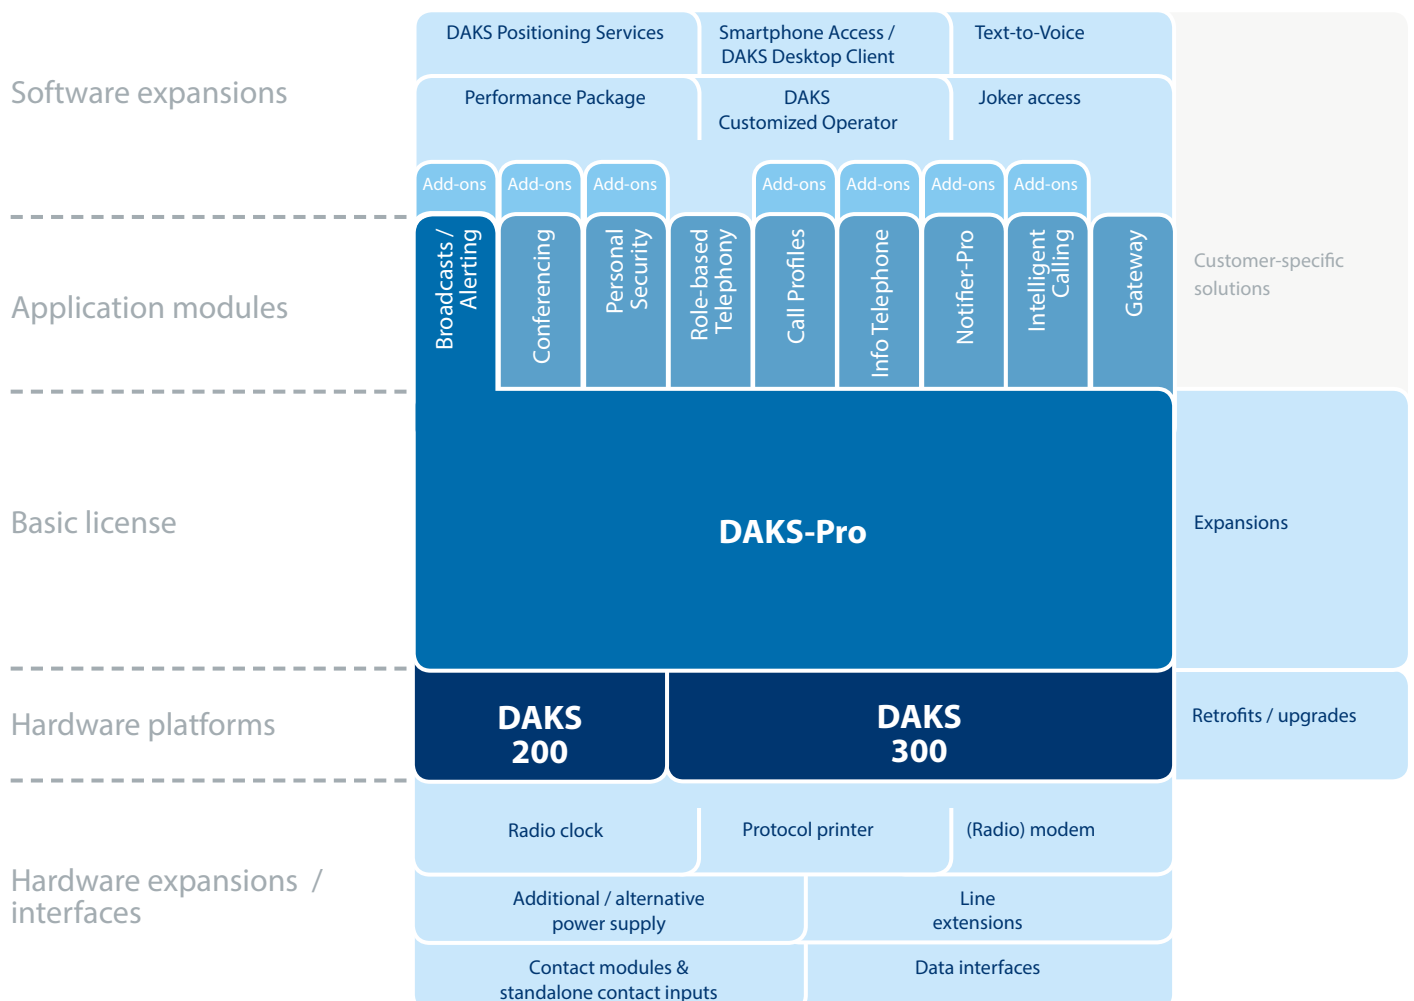 DAKS Positioning Services
Smartphone Access /
DAKS Desktop Client
Text-to-Voice
Software expansions
Performance Package
DAKS
Customized Operator
Joker access
Add-ons
Add-ons
Add-ons
Add-ons
Add-ons
Add-ons
Add-ons
Application modules
Broadcasts /
Alerting
Conferencing
Personal
Security
Role-based
Telephony
Call Profiles
Info Telephone
Notifier-Pro
Intelligent
Calling
Gateway
Customer-specific
solutions
Basic license
DAKS-Pro
Expansions
Hardware platforms
DAKS
200
DAKS
300
Retrofits / upgrades
Hardware expansions /
interfaces
Radio clock
Protocol printer
(Radio) modem
Additional / alternative
power supply
Line
extensions
Contact modules &
standalone contact inputs
Data interfaces